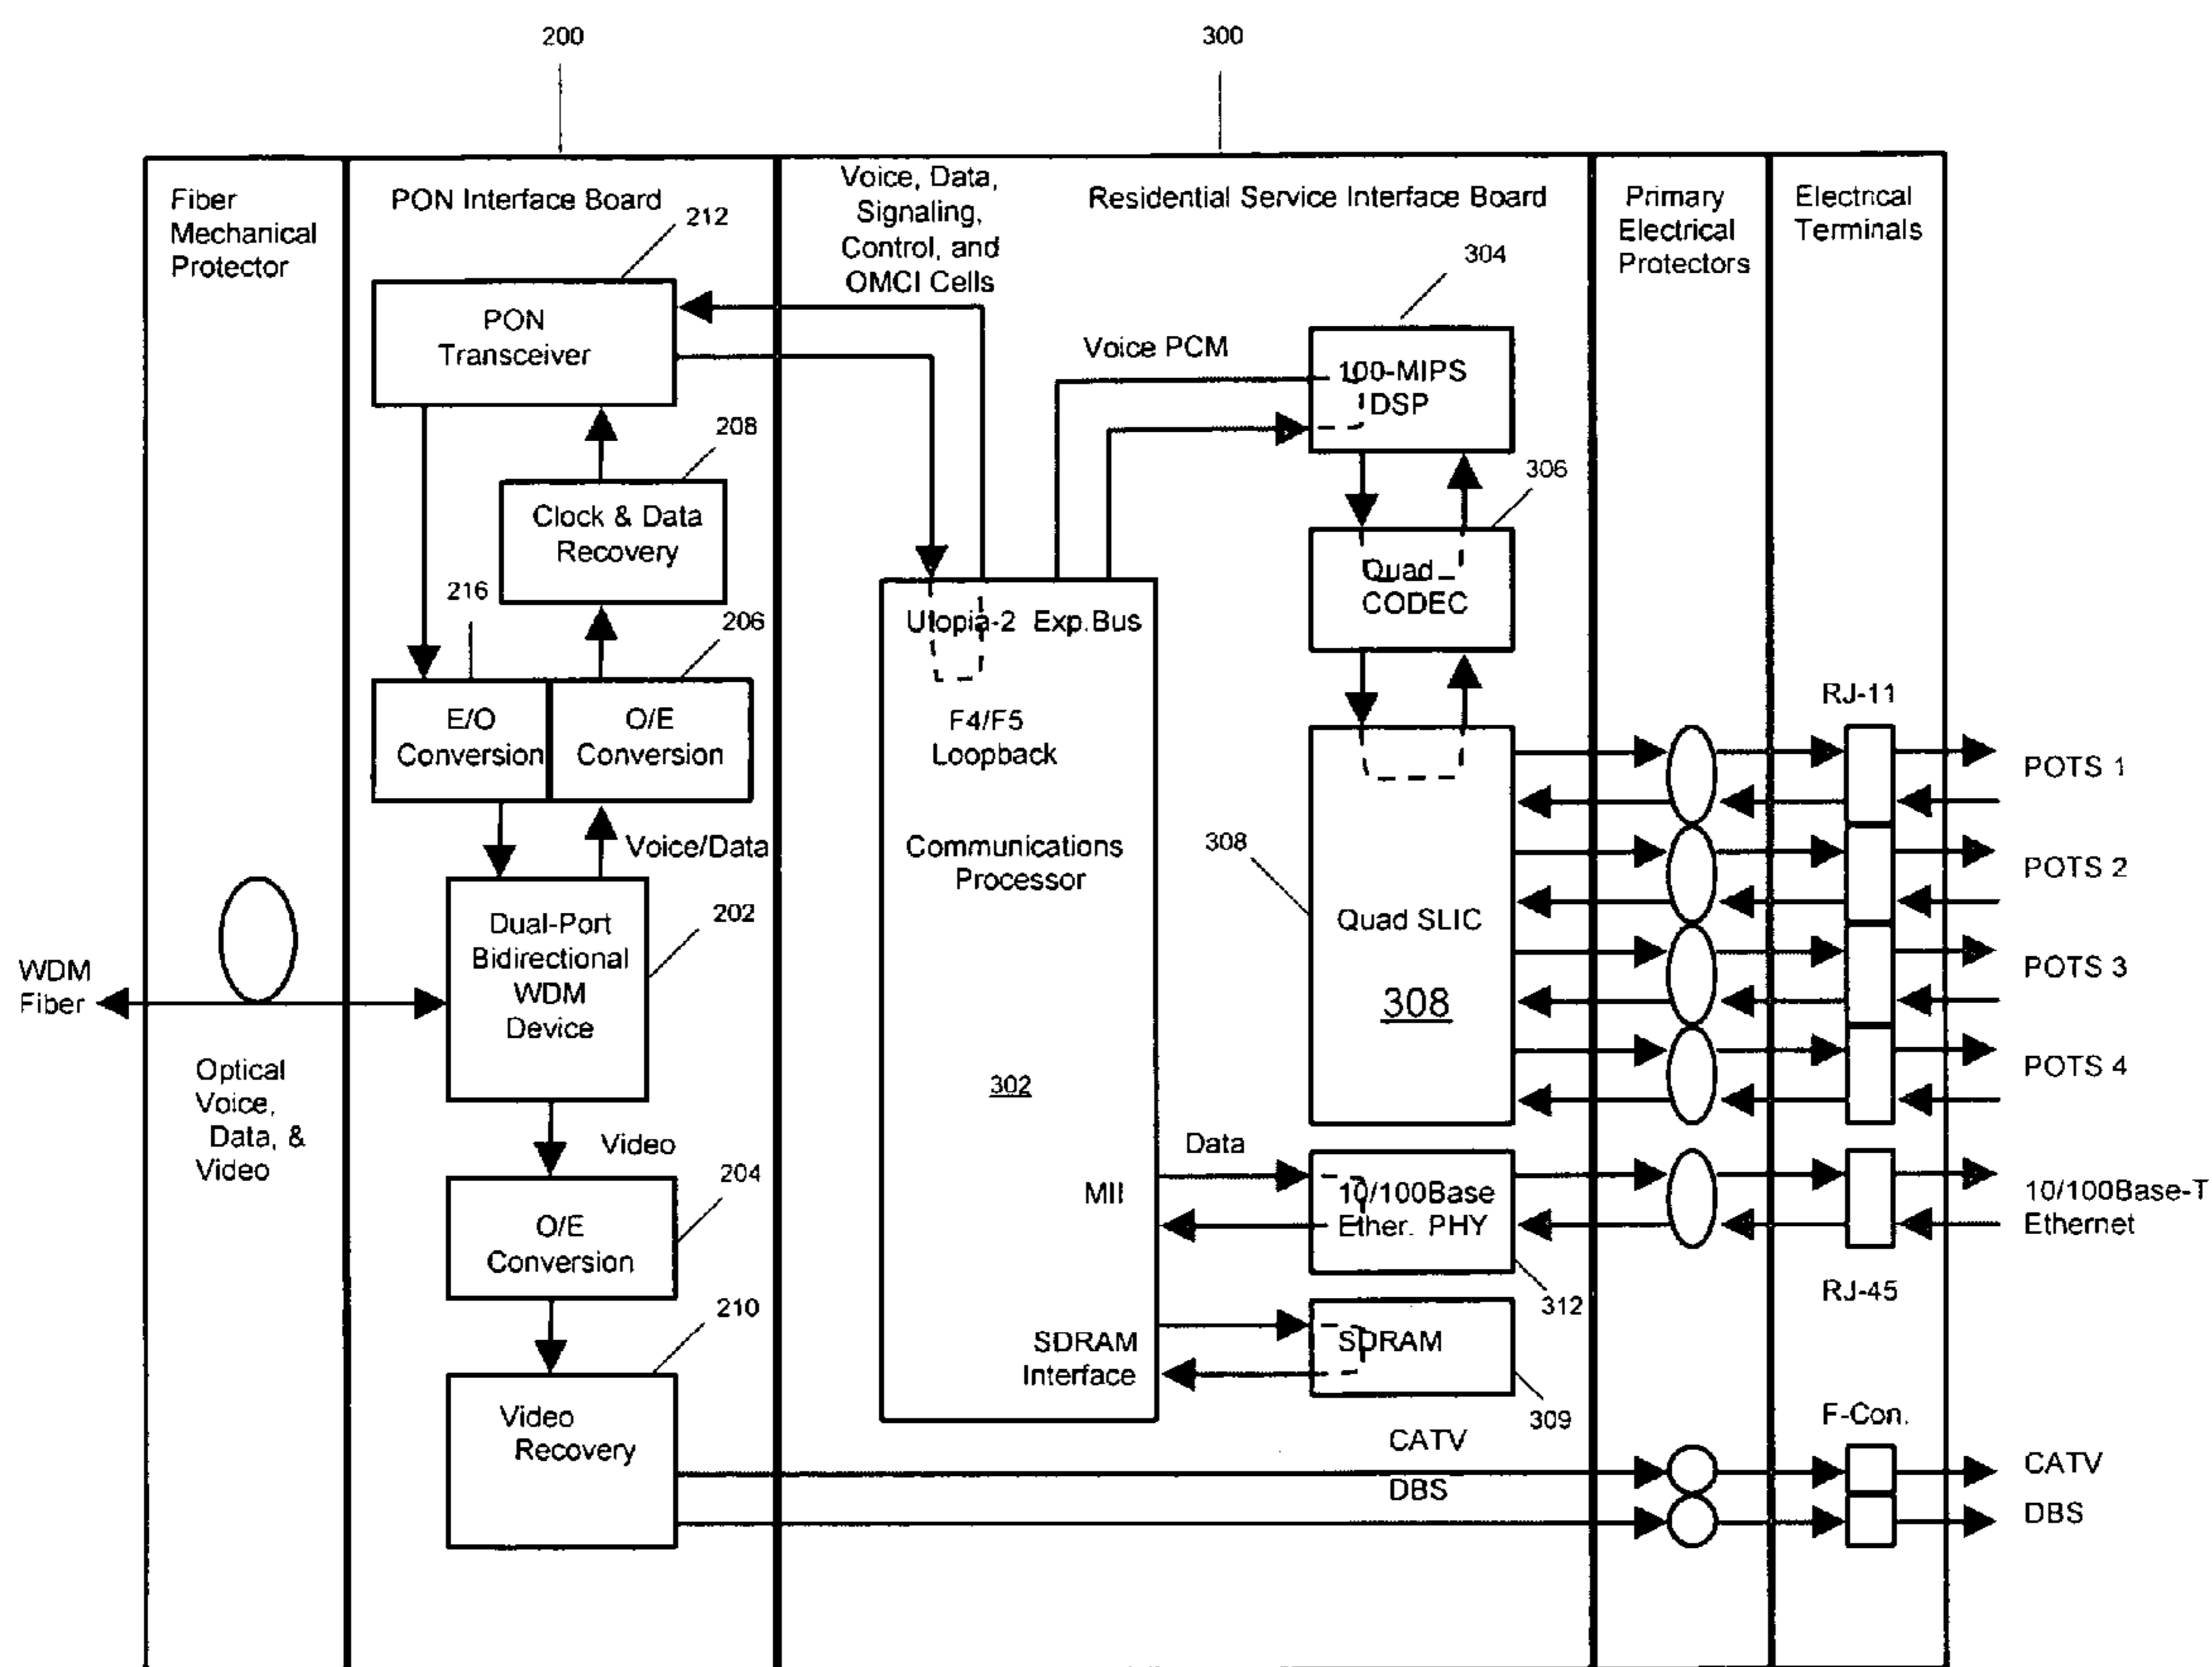 200
300
Fiber
Mechanical
Protector
PON Interface Board
212
Voice, Data,
Signaling,
Control, and
OMCI Cells
Residential Service Interface Board
Primary
Electrical
Protectors
Electrical
Terminals
304
PON
Transceiver
Voice PCM
100-MIPS
DSP
208
306
Clock & Data
Recovery
Quad
CODEC
216
206
Utopia-2
Exp.Bus
E/O
Conversion
O/E
Conversion
F4/F5
Loopback
RJ-11
POTS 1
Voice/Data
Communications
Processor
308
POTS 2
202
Dual-Port
Bidirectional
WDM
Device
Quad SLIC
308
WDM
Fiber
POTS 3
Optical
Voice,
Data, &
Video
302
POTS 4
Video
Data
204
MII
10/100Base
Ether. PHY
10/100Base-T
Ethernet
O/E
Conversion
312
RJ-45
210
SDRAM
Interface
SDRAM
309
Video
Recovery
F-Con.
CATV
DBS
CATV
DBS